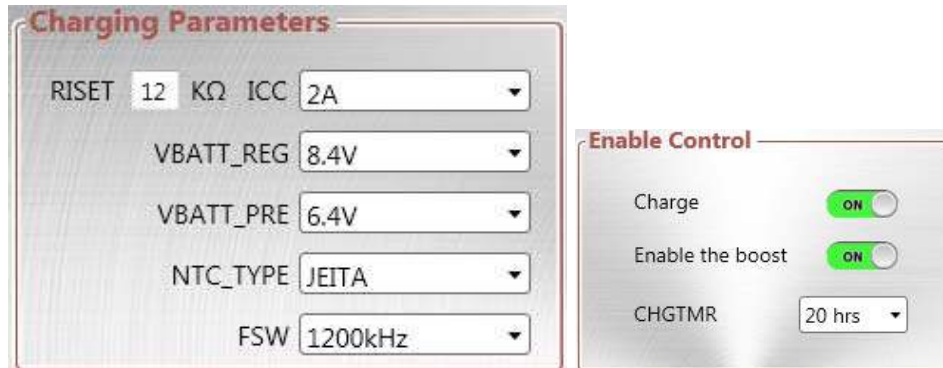 Charging Parameters
RISET 12 KΩ ICC 2A
VBATT_REG 8.4V
VBATT_PRE 6.4V
NTC_TYPE JEITA
FSW 1200kHz
Enable Control
Charge ON
Enable the boost ON
CHGTMR 20 hrs